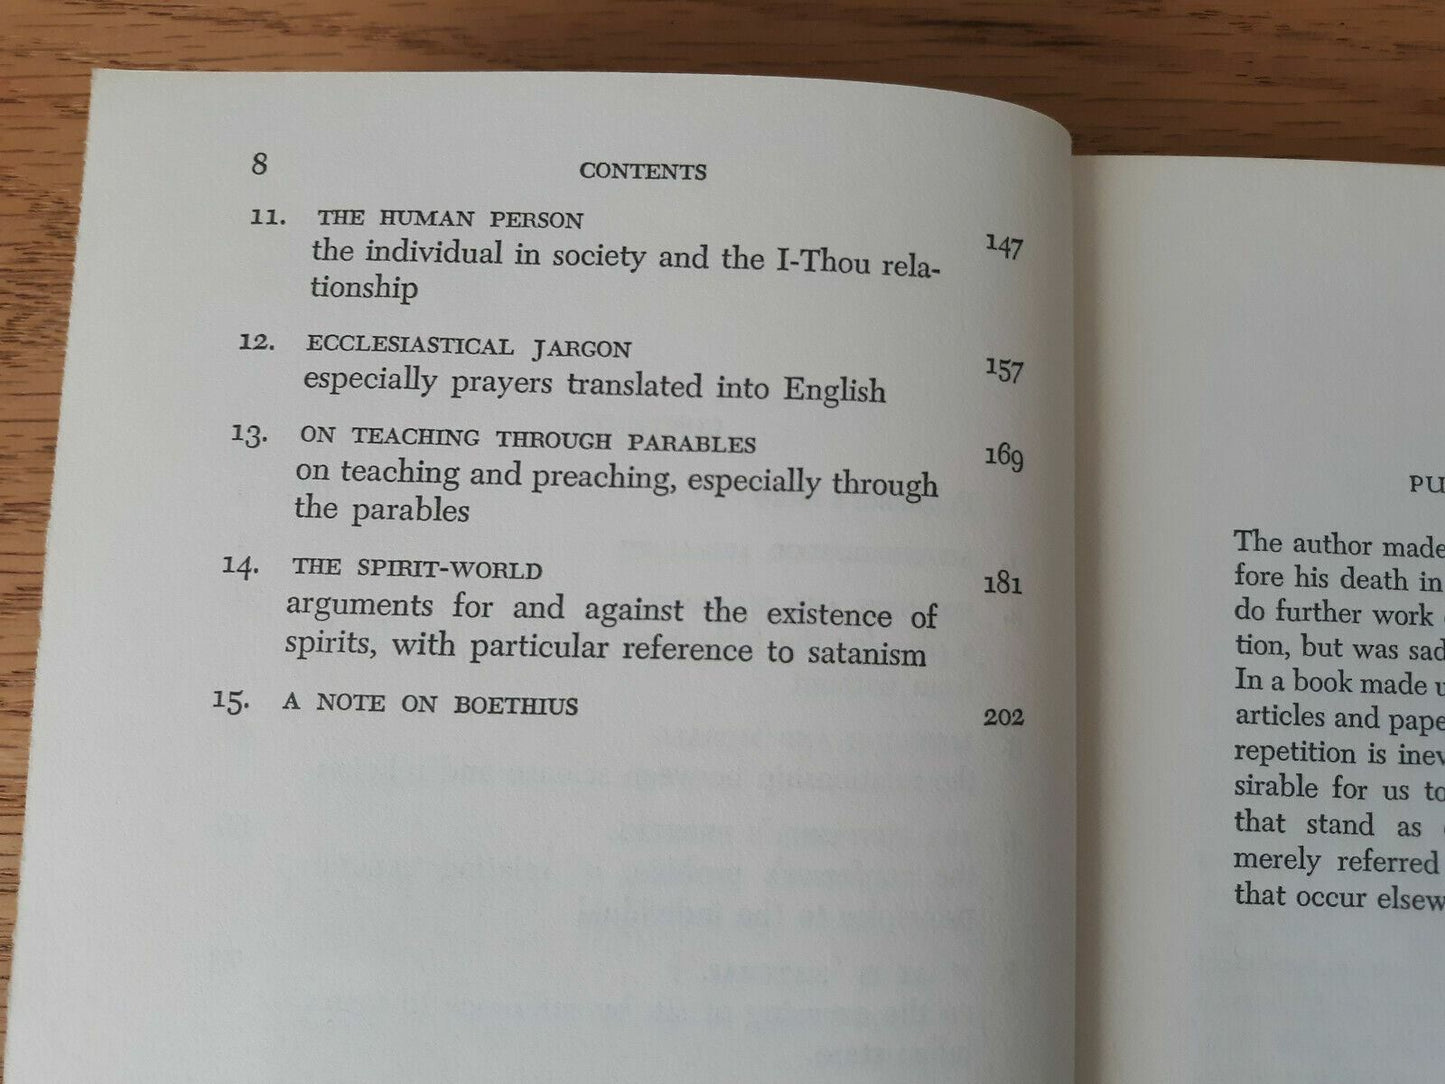 8
CONTENTS
11. THE HUMAN PERSON 147
the individual in society and the I-Thou rela-
tionship
12. ECCLESIASTICAL JARGON 157
especially prayers translated into English
13. ON TEACHING THROUGH PARABLES 169
on teaching and preaching, especially through
the parables
14. THE SPIRIT-WORLD 181
arguments for and against the existence of
spirits, with particular reference to satanism
15. A NOTE ON BOETHIUS 202
PU
The author made
fore his death in
do further work
tion, but was sad
In a book made u
articles and pape
repetition is inev
sirable for us to
that stand as
merely referred
that occur elsew